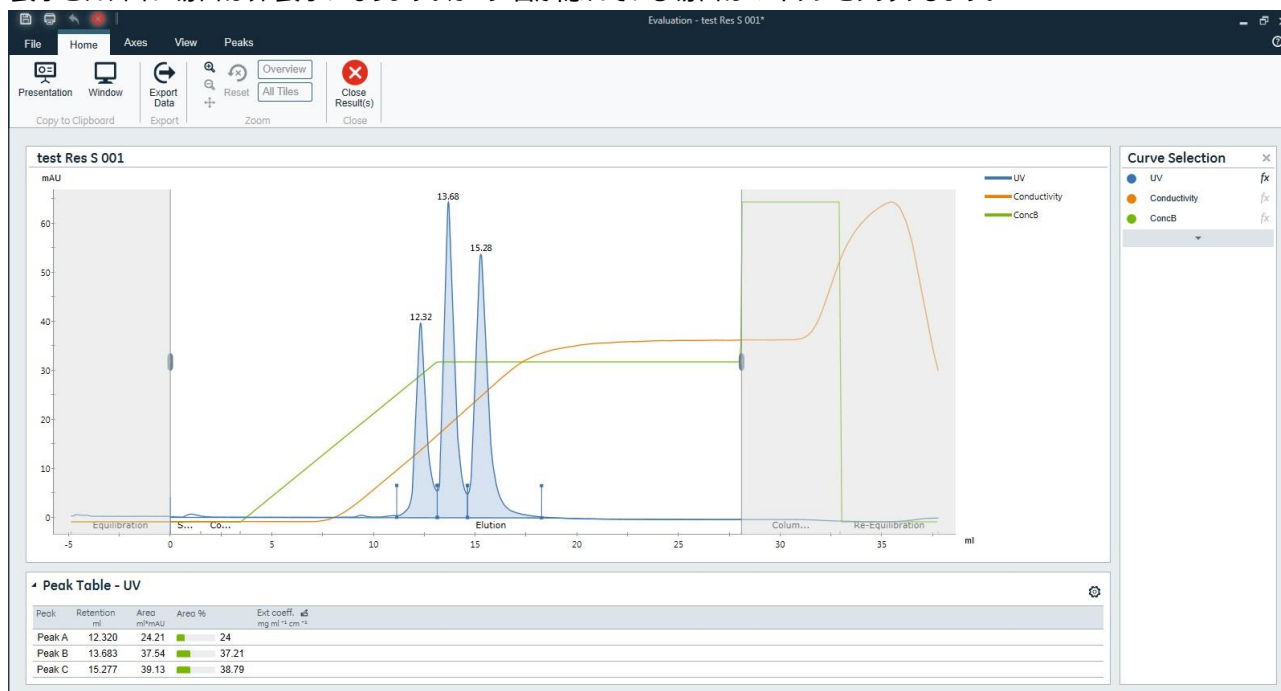 Evaluation - test Res S 001*
File Home Axes View Peaks
Presentation Window Export Data Reset Overview All Tiles Close Result(s)
Copy to Clipboard Export Zoom Close
test Res S 001
mAU
60
50
40
30
20
10
0
12.32
13.68
15.28
UV
Conductivity
ConcB
Equilibration S... Co... Elution Colum... Re-Equilibration
-5 0 5 10 15 20 25 30 35 ml
Curve Selection
UV fx
Conductivity fx
ConcB fx
Peak Table - UV
Peak Retention Area Area % Ext coeff.
ml ml*mAU mg ml⁻¹ cm⁻¹
Peak A 12.320 24.21 24
Peak B 13.683 37.54 37.21
Peak C 15.277 39.13 38.79